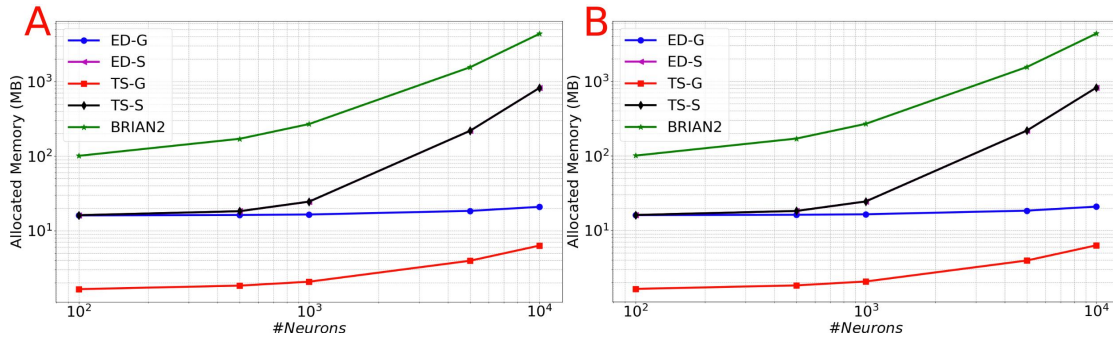 A
Allocated Memory (MB)
10³
10²
10¹
ED-G
ED-S
TS-G
TS-S
BRIAN2
10²
10³
10⁴
#Neurons
B
Allocated Memory (MB)
10³
10²
10¹
ED-G
ED-S
TS-G
TS-S
BRIAN2
10²
10³
10⁴
#Neurons